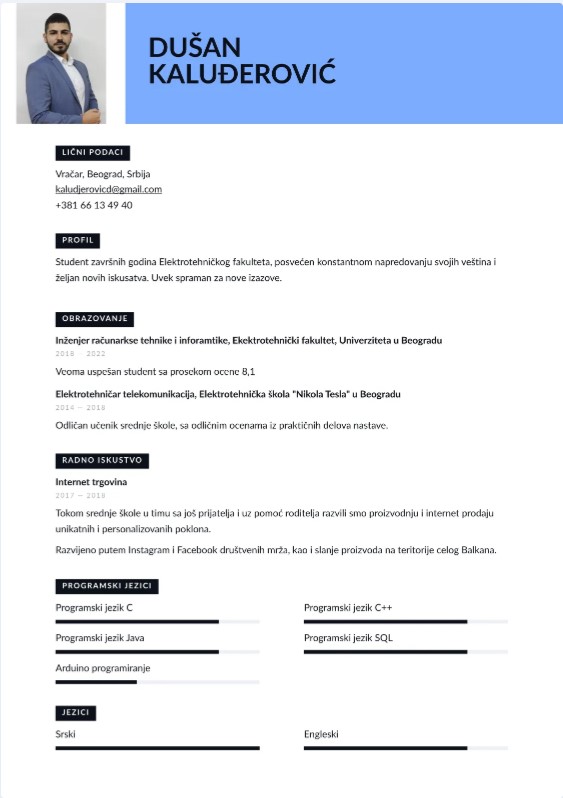 DUŠAN
KALUĐEROVIĆ
LIČNI PODACI
Vračar, Beograd, Srbija
kaludjerovicd@gmail.com
+381 66 13 49 40
PROFIL
Student završnih godina Elektrotehničkog fakulteta, posvećen konstantnom napredovanju svojih veština i
željan novih iskusatva. Uvek spraman za nove izazove.
OBRAZOVANJE
Inženjer računarkse tehnike i inforamtike, Ekektrotehnički fakultet, Univerziteta u Beogradu
2018 — 2022
Veoma uspešan student sa prosekom ocene 8,1
Elektrotehničar telekomunikacija, Elektrotehnička škola "Nikola Tesla" u Beogradu
2014 — 2018
Odličan učenik srednje škole, sa odličnim ocenama iz praktičnih delova nastave.
RADNO ISKUSTVO
Internet trgovina
2017 — 2018
Tokom srednje škole u timu sa još prijatelja i uz pomoć roditelja razvili smo proizvodnju i internet prodaju
unikatnih i personalizovanih poklona.
Razvijeno putem Instagram i Facebook društvenih mrža, kao i slanje proizvoda na teritorije celog Balkana.
PROGRAMSKI JEZICI
Programski jezik C
Programski jezik C++
Programski jezik Java
Programski jezik SQL
Arduino programiranje
JEZICI
Srski
Engleski